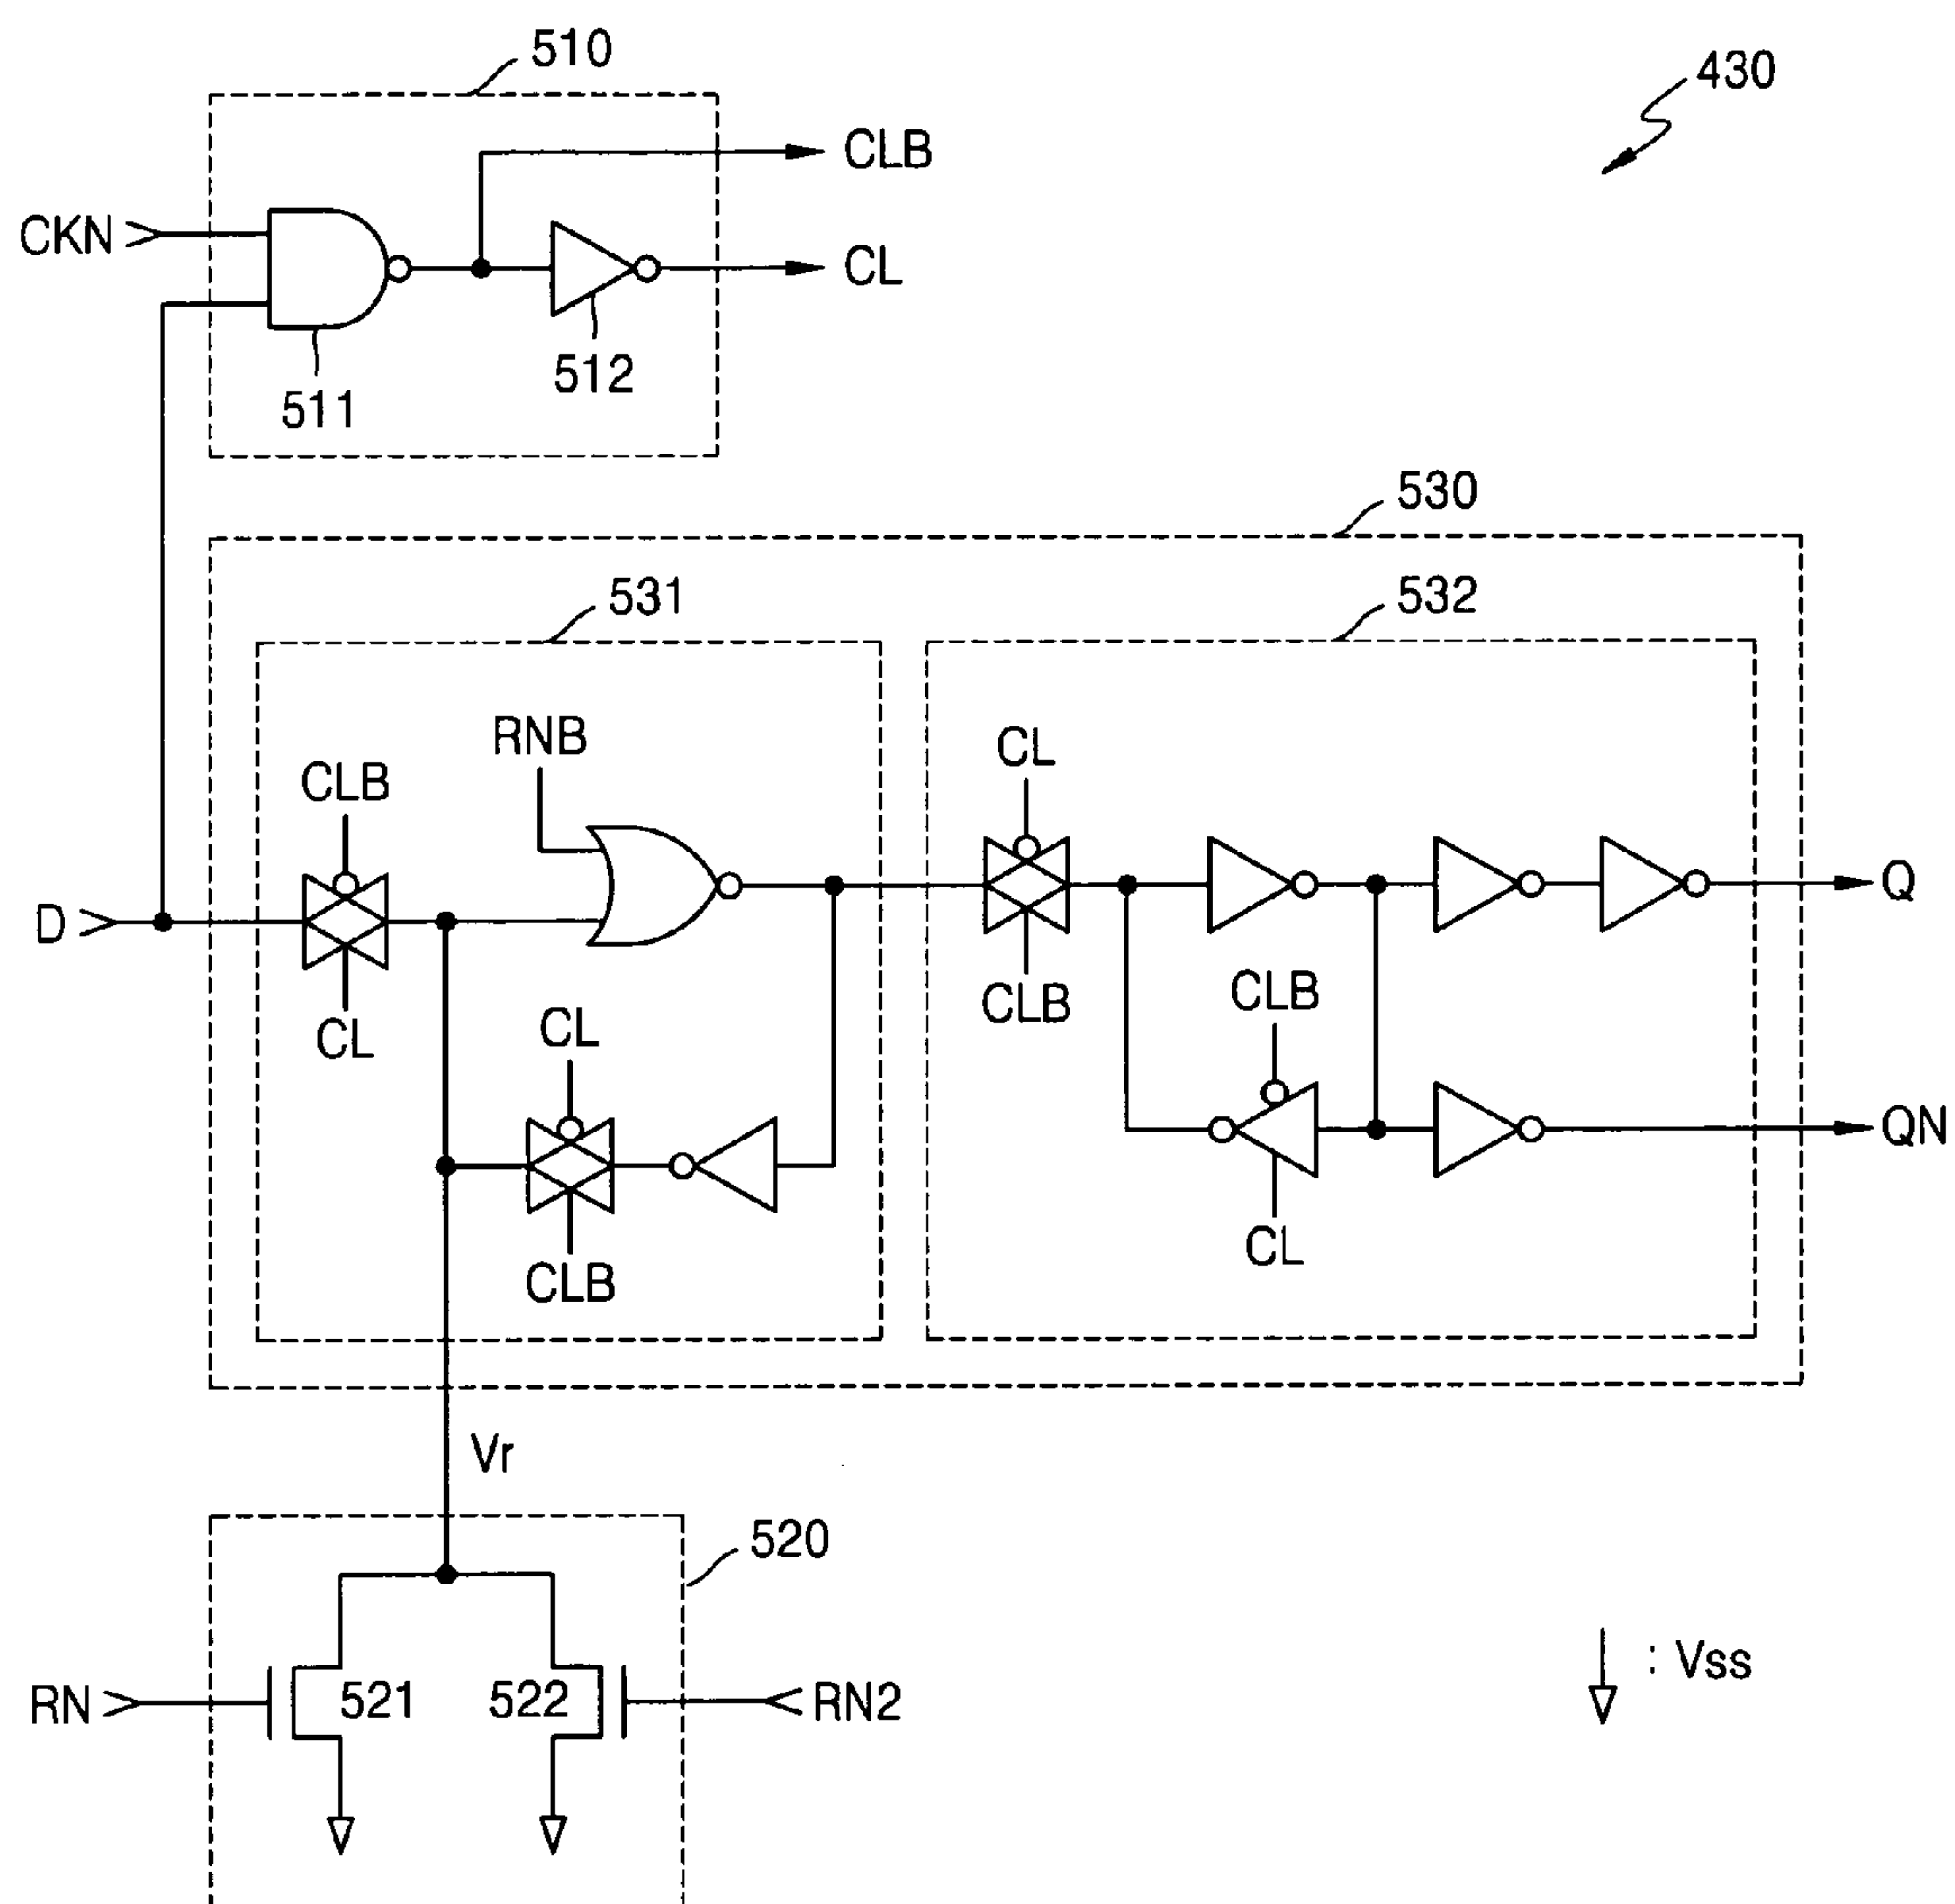 510
430
CLB
CKN
CL
512
511
530
531
532
RNB
CL
CLB
Q
D
CLB
CLB
CL
CL
QN
CL
CLB
Vr
520
RN
521
522
RN2
: Vss